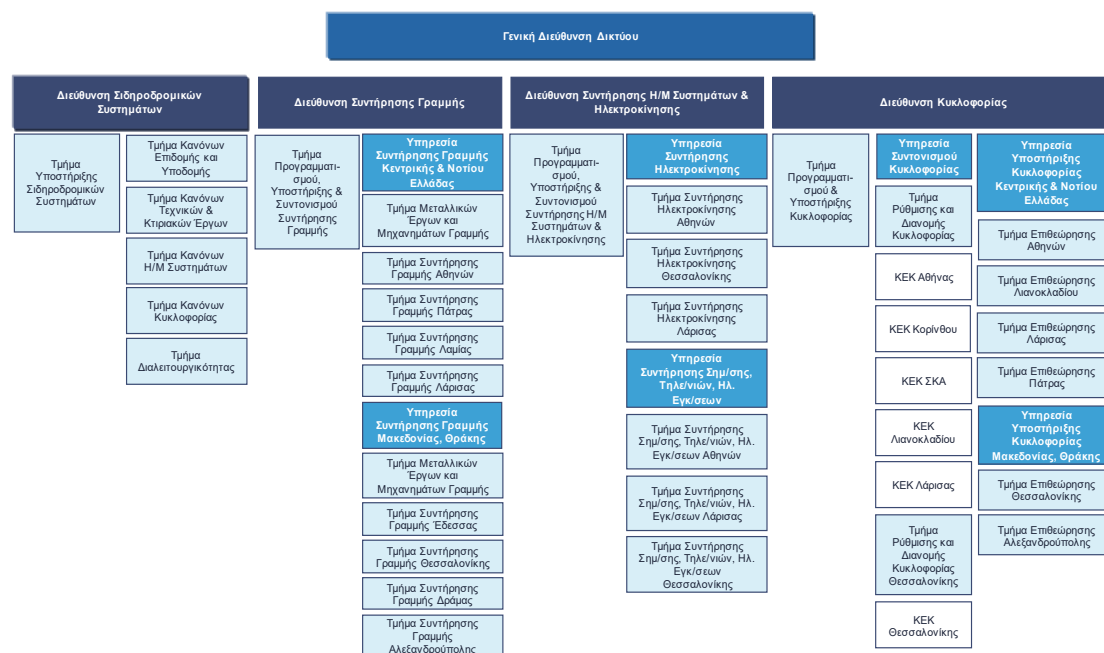 Γενική Διεύθυνση Δικτύου
Διεύθυνση Σιδηροδρομικών
Συστημάτων
Τμήμα
Υποστήριξης
Σιδηροδρομικών
Συστημάτων
Τμήμα Κανόνων
Επιδομής και
Υποδομής
Τμήμα Κανόνων
Τεχνικών &
Κτιριακών Έργων
Τμήμα Κανόνων
Η/Μ Συστημάτων
Τμήμα Κανόνων
Κυκλοφορίας
Τμήμα
Διαλειτουργικότητας
Διεύθυνση Συντήρησης Γραμμής
Τμήμα
Προγραμματι-
σμού,
Υποστήριξης &
Συντονισμού
Συντήρησης
Γραμμής
Υπηρεσία
Συντήρησης Γραμμής
Κεντρικής & Νοτίου
Ελλάδας
Τμήμα Μεταλλικών
Έργων και
Μηχανημάτων Γραμμής
Τμήμα Συντήρησης
Γραμμής Αθηνών
Τμήμα Συντήρησης
Γραμμής Πάτρας
Τμήμα Συντήρησης
Γραμμής Λαμίας
Τμήμα Συντήρησης
Γραμμής Λάρισας
Υπηρεσία
Συντήρησης Γραμμής
Μακεδονίας, Θράκης
Τμήμα Μεταλλικών
Έργων και
Μηχανημάτων Γραμμής
Τμήμα Συντήρησης
Γραμμής Έδεσσας
Τμήμα Συντήρησης
Γραμμής Θεσσαλονίκης
Τμήμα Συντήρησης
Γραμμής Δράμας
Τμήμα Συντήρησης
Γραμμής
Αλεξανδρούπολης
Διεύθυνση Συντήρησης Η/Μ Συστημάτων &
Ηλεκτροκίνησης
Τμήμα
Προγραμματι-
σμού,
Υποστήριξης &
Συντονισμού
Συντήρησης Η/Μ
Συστημάτων &
Ηλεκτροκίνησης
Υπηρεσία
Συντήρησης
Ηλεκτροκίνησης
Τμήμα Συντήρησης
Ηλεκτροκίνησης
Αθηνών
Τμήμα Συντήρησης
Ηλεκτροκίνησης
Θεσσαλονίκης
Τμήμα Συντήρησης
Ηλεκτροκίνησης
Λάρισας
Υπηρεσία
Συντήρησης Σημ/σης,
Τηλε/νιών, Ηλ.
Εγκ/σεων
Τμήμα Συντήρησης
Σημ/σης, Τηλε/νιών, Ηλ.
Εγκ/σεων Αθηνών
Τμήμα Συντήρησης
Σημ/σης, Τηλε/νιών, Ηλ.
Εγκ/σεων Λάρισας
Τμήμα Συντήρησης
Σημ/σης, Τηλε/νιών, Ηλ.
Εγκ/σεων
Θεσσαλονίκης
Διεύθυνση Κυκλοφορίας
Τμήμα
Προγραμματι-
σμού &
Υποστήριξης
Κυκλοφορίας
Υπηρεσία
Συντονισμού
Κυκλοφορίας
Τμήμα
Ρύθμισης και
Διανομής
Κυκλοφορίας
ΚΕΚ Αθήνας
ΚΕΚ Κορίνθου
ΚΕΚ ΣΚΑ
ΚΕΚ
Λιανοκλαδίου
ΚΕΚ Λάρισας
Τμήμα
Ρύθμισης και
Διανομής
Κυκλοφορίας
Θεσσαλονίκης
ΚΕΚ
Θεσσαλονίκης
Υπηρεσία
Υποστήριξης
Κυκλοφορίας
Κεντρικής & Νοτίου
Ελλάδας
Τμήμα Επιθεώρησης
Αθηνών
Τμήμα Επιθεώρησης
Λιανοκλαδίου
Τμήμα Επιθεώρησης
Λάρισας
Τμήμα Επιθεώρησης
Πάτρας
Υπηρεσία
Υποστήριξης
Κυκλοφορίας
Μακεδονίας, Θράκης
Τμήμα Επιθεώρησης
Θεσσαλονίκης
Τμήμα Επιθεώρησης
Αλεξανδρούπολης